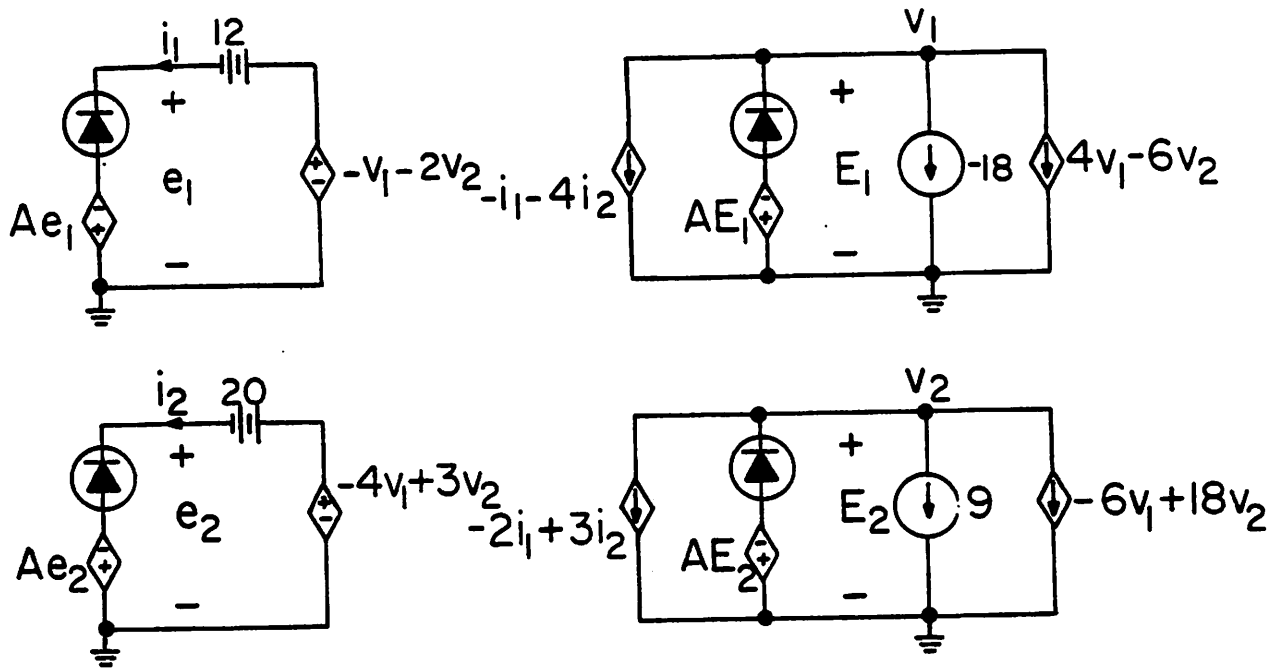 i₁ 12
+
e₁
Ae₁
-
+
−
+
-
-v₁-2v₂
v₁
-i₁-4i₂
+
E₁
AE₁
-
+
−
-18
4v₁-6v₂
i₂ 20
+
e₂
Ae₂
-
+
−
+
-
-4v₁+3v₂
v₂
-2i₁+3i₂
+
E₂
AE₂
-
+
−
9
-6v₁+18v₂